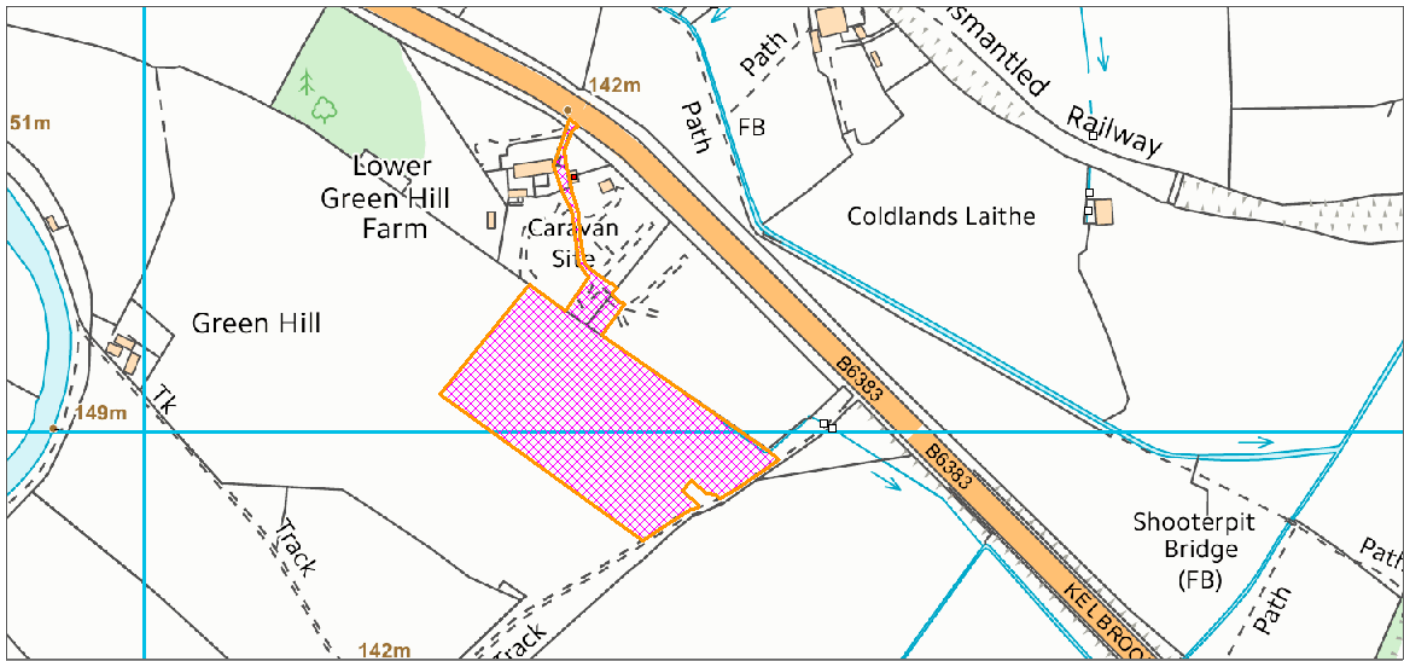 ismantled
Railway
Path
142m
Path
FB
51m
Lower
Green Hill
Farm
Coldlands Laithe
Caravan
Site
Green Hill
B6383
149m
Tk
B6383
Shooterpit
Bridge
(FB)
Track
Path
Path
KELBROO
Track
142m